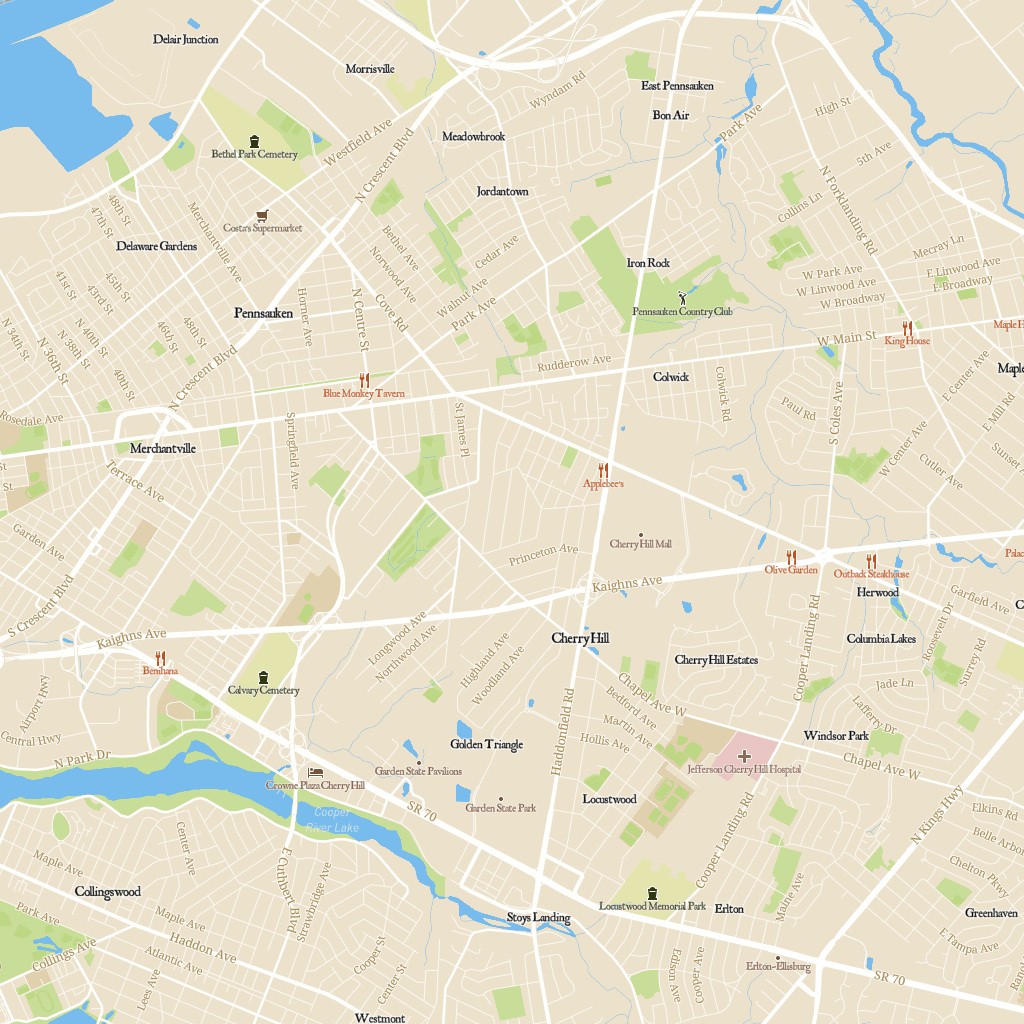 Delair Junction
Morrisville
East Pennsauken
Wyndam Rd
Bon Air
High St
Park Ave
Meadowbrook
Westfield Ave
N Crescent Blvd
Bethel Park Cemetery
5th Ave
Jordantown
N Forklanding Rd
Collins Ln
48th St
47th St
Merchantville Ave
Costa's Supermarket
Delaware Gardens
Bethel Ave
Cedar Ave
Mecray Ln
Iron Rock
Norwood Ave
W Park Ave
E Linwood Ave
W Linwood Ave
E Broadway
W Broadway
41st St
45th St
43rd St
Walnut Ave
Park Ave
Cove Rd
N Centre St
Horner Ave
Pennsauken
Pennsauken Country Club
N 34th St
N 36th St
N 38th St
N 40th St
46th St
48th St
40th St
W Main St
King House
Maple H
Rudderow Ave
N Crescent Blvd
Blue Monkey Tavern
Colwick
Colwick Rd
Maple
E Center Ave
E Mill Rd
Paul Rd
S Coles Ave
Rosedale Ave
St James Pl
Springfield Ave
Merchantville
W Center Ave
Sunset
Cutler Ave
St
St
Terrace Ave
Applebee's
Garden Ave
Princeton Ave
Cherry Hill Mall
Kaighns Ave
Olive Garden
Outback Steakhouse
Palac
Herwood
Garfield Ave
S Crescent Blvd
Kaighns Ave
Longwood Ave
Northwood Ave
Highland Ave
Woodland Ave
Cherry Hill
Cherry Hill Estates
Columbia Lakes
Roosevelt Dr
Surrey Rd
C
Cooper Landing Rd
Benihana
Calvary Cemetery
Airport Hwy
Central Hwy
N Park Dr
Chapel Ave W
Bedford Ave
Martin Ave
Hollis Ave
Haddonfield Rd
Jade Ln
Lafferty Dr
Windsor Park
Golden Triangle
Chapel Ave W
Garden State Pavilions
Crowne Plaza Cherry Hill
Jefferson Cherry Hill Hospital
Locustwood
Garden State Park
SR 70
Cooper
River Lake
Elkins Rd
N Kings Hwy
Belle Arbor
Cooper Landing Rd
Center Ave
Maple Ave
E Cuthbert Blvd
Strawbridge Ave
Chelton Pkwy
Collingswood
Maine Ave
Locustwood Memorial Park
Erlton
Greenhaven
Park Ave
Maple Ave
Stoys Landing
Haddon Ave
Collings Ave
Atlantic Ave
Cooper St
Center St
Lees Ave
E Tampa Ave
Edison Ave
Cooper Ave
Erlton-Ellisburg
SR 70
Westmont